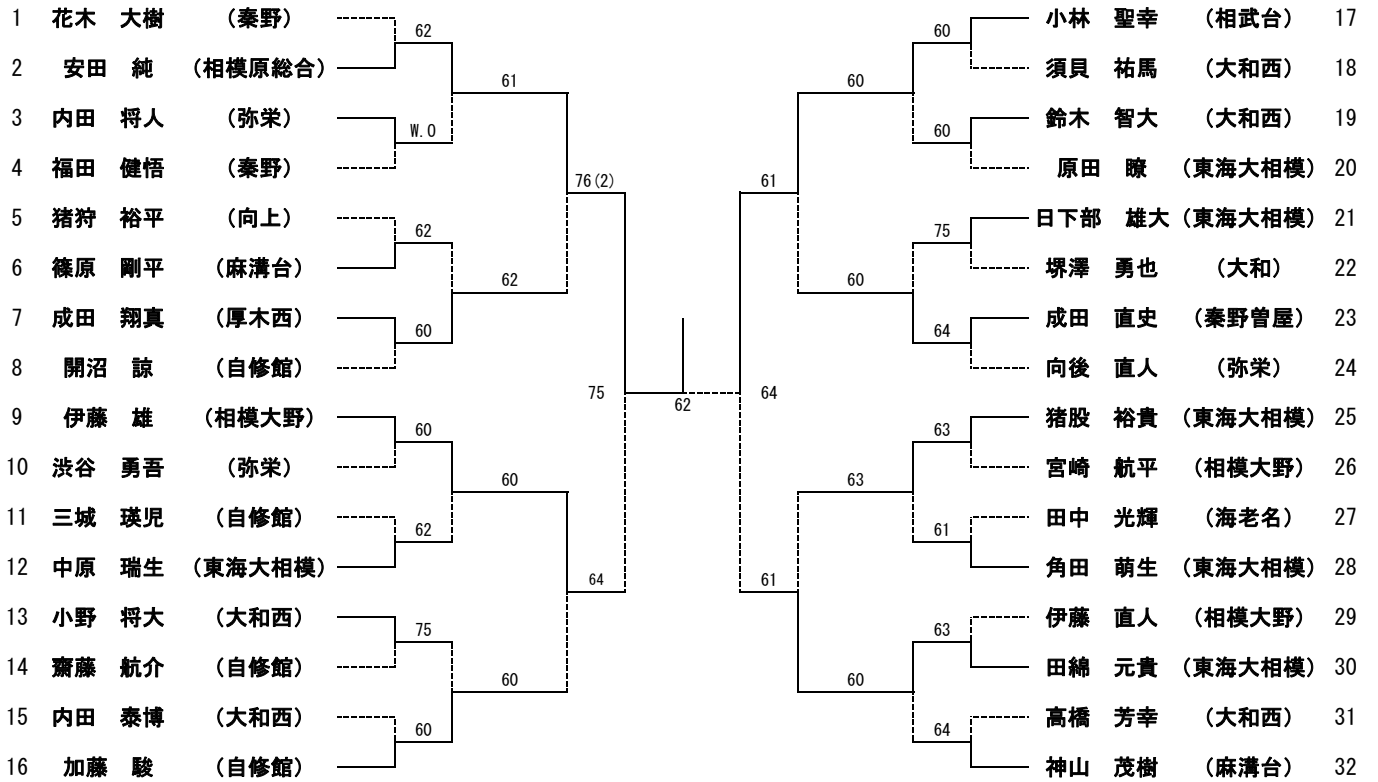 1 花木 大樹 (秦野)
62
2 安田 純 (相模原総合)
61
3 内田 将人 (弥栄)
W.O
4 福田 健悟 (秦野)
76(2)
5 猪狩 裕平 (向上)
62
6 篠原 剛平 (麻溝台)
62
7 成田 翔真 (厚木西)
60
8 開沼 諒 (自修館)
75
9 伊藤 雄 (相模大野)
60
10 渋谷 勇吾 (弥栄)
60
11 三城 瑛児 (自修館)
62
12 中原 瑞生 (東海大相模)
64
13 小野 将大 (大和西)
75
14 齋藤 航介 (自修館)
60
15 内田 泰博 (大和西)
60
16 加藤 駿 (自修館)
62
小林 聖幸 (相武台) 17
60
須貝 祐馬 (大和西) 18
60
鈴木 智大 (大和西) 19
60
原田 瞭 (東海大相模) 20
61
日下部 雄大 (東海大相模) 21
75
堺澤 勇也 (大和) 22
60
成田 直史 (秦野曽屋) 23
64
向後 直人 (弥栄) 24
64
猪股 裕貴 (東海大相模) 25
63
宮崎 航平 (相模大野) 26
63
田中 光輝 (海老名) 27
61
角田 萌生 (東海大相模) 28
61
伊藤 直人 (相模大野) 29
63
田綿 元貴 (東海大相模) 30
60
高橋 芳幸 (大和西) 31
64
神山 茂樹 (麻溝台) 32